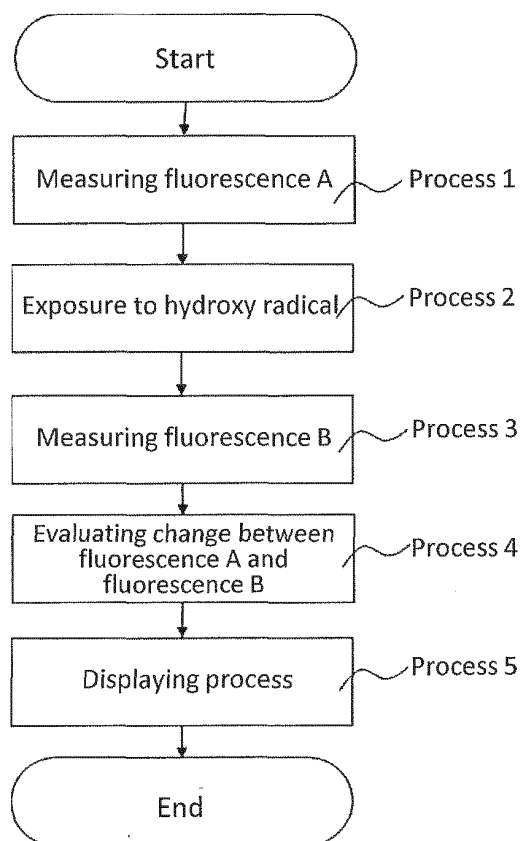 Start
Measuring fluorescence A
Process 1
Exposure to hydroxy radical
Process 2
Measuring fluorescence B
Process 3
Evaluating change between
fluorescence A and
fluorescence B
Process 4
Displaying process
Process 5
End